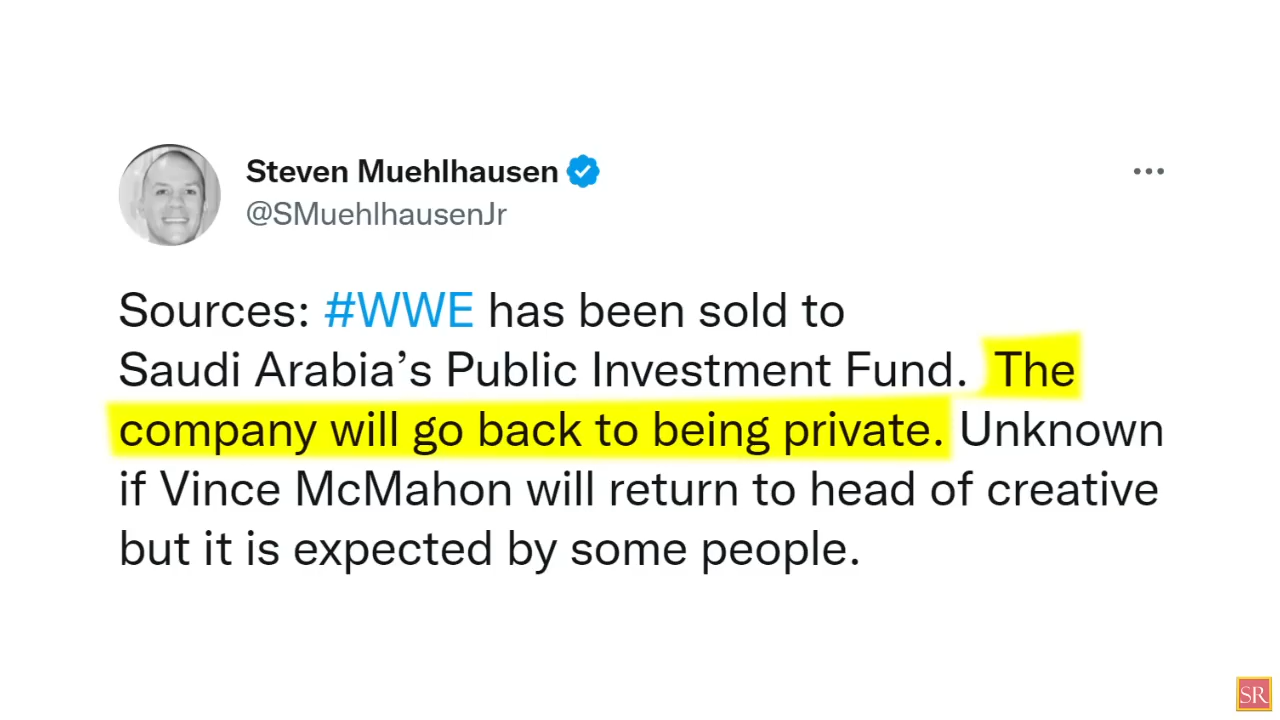 Steven Muehlhausen
@SMuehlhausenJr
Sources: #WWE has been sold to
Saudi Arabia’s Public Investment Fund. The
company will go back to being private. Unknown
if Vince McMahon will return to head of creative
but it is expected by some people.
SR